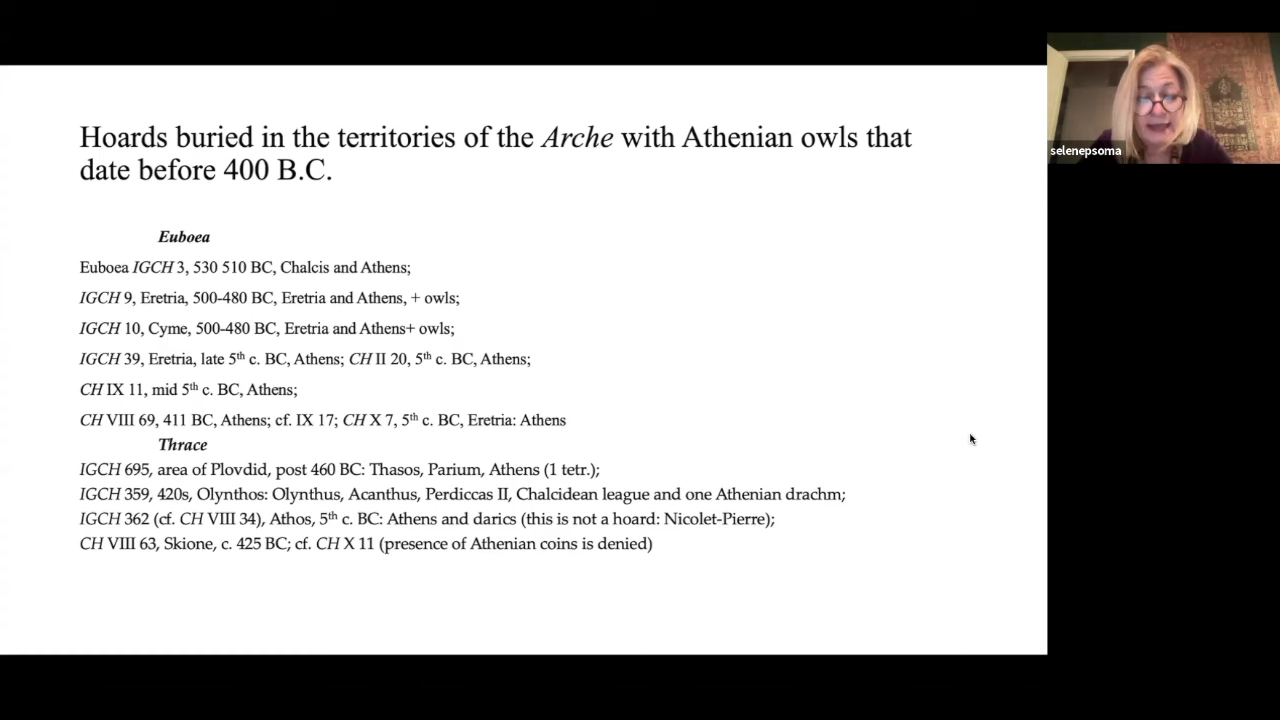 Hoards buried in the territories of the Arche with Athenian owls that
date before 400 B.C.
Euboea
Euboea IGCH 3, 530 510 BC, Chalcis and Athens;
IGCH 9, Eretria, 500-480 BC, Eretria and Athens, + owls;
IGCH 10, Cyme, 500-480 BC, Eretria and Athens+ owls;
IGCH 39, Eretria, late 5th c. BC, Athens; CH II 20, 5th c. BC, Athens;
CH IX 11, mid 5th c. BC, Athens;
CH VIII 69, 411 BC, Athens; cf. IX 17; CH X 7, 5th c. BC, Eretria: Athens
Thrace
IGCH 695, area of Plovdid, post 460 BC: Thasos, Parium, Athens (1 tetr.);
IGCH 359, 420s, Olynthos: Olynthus, Acanthus, Perdiccas II, Chalcidean league and one Athenian drachm;
IGCH 362 (cf. CH VIII 34), Athos, 5th c. BC: Athens and darics (this is not a hoard: Nicolet-Pierre);
CH VIII 63, Skione, c. 425 BC; cf. CH X 11 (presence of Athenian coins is denied)
selenepsoma